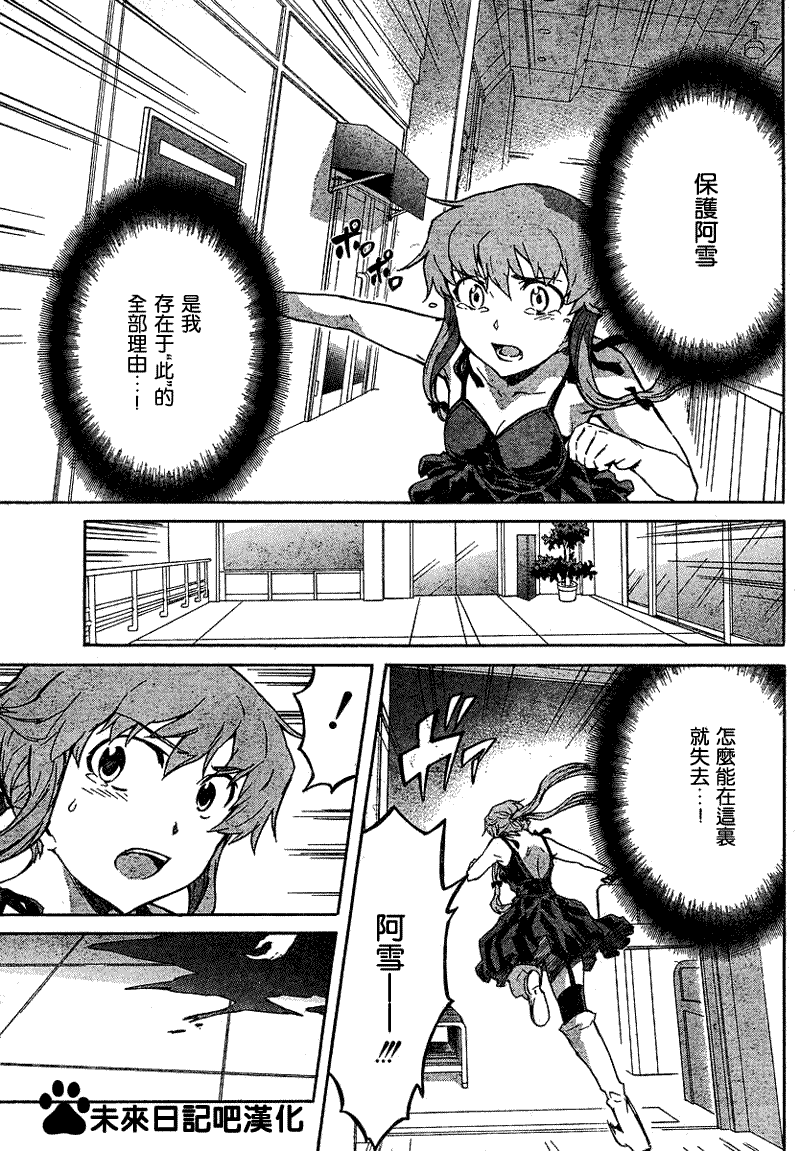 保護阿雪
是我
存在于“此”的
全部理由…！
ポロ
ポロ
怎麼能在這裏
就失去…！
ダッ
！
阿雪——!!!!
未來日記吧漢化